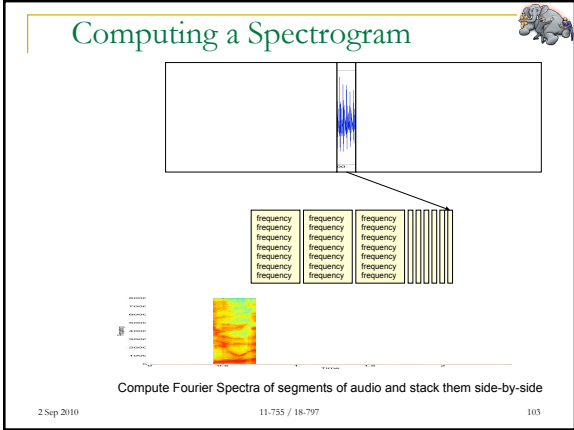 Computing a Spectrogram
frequency frequency frequency
frequency frequency frequency
frequency frequency frequency
frequency frequency frequency
frequency frequency frequency
frequency frequency frequency
frequency frequency frequency
Compute Fourier Spectra of segments of audio and stack them side-by-side
2 Sep 2010 11-755 / 18-797 103